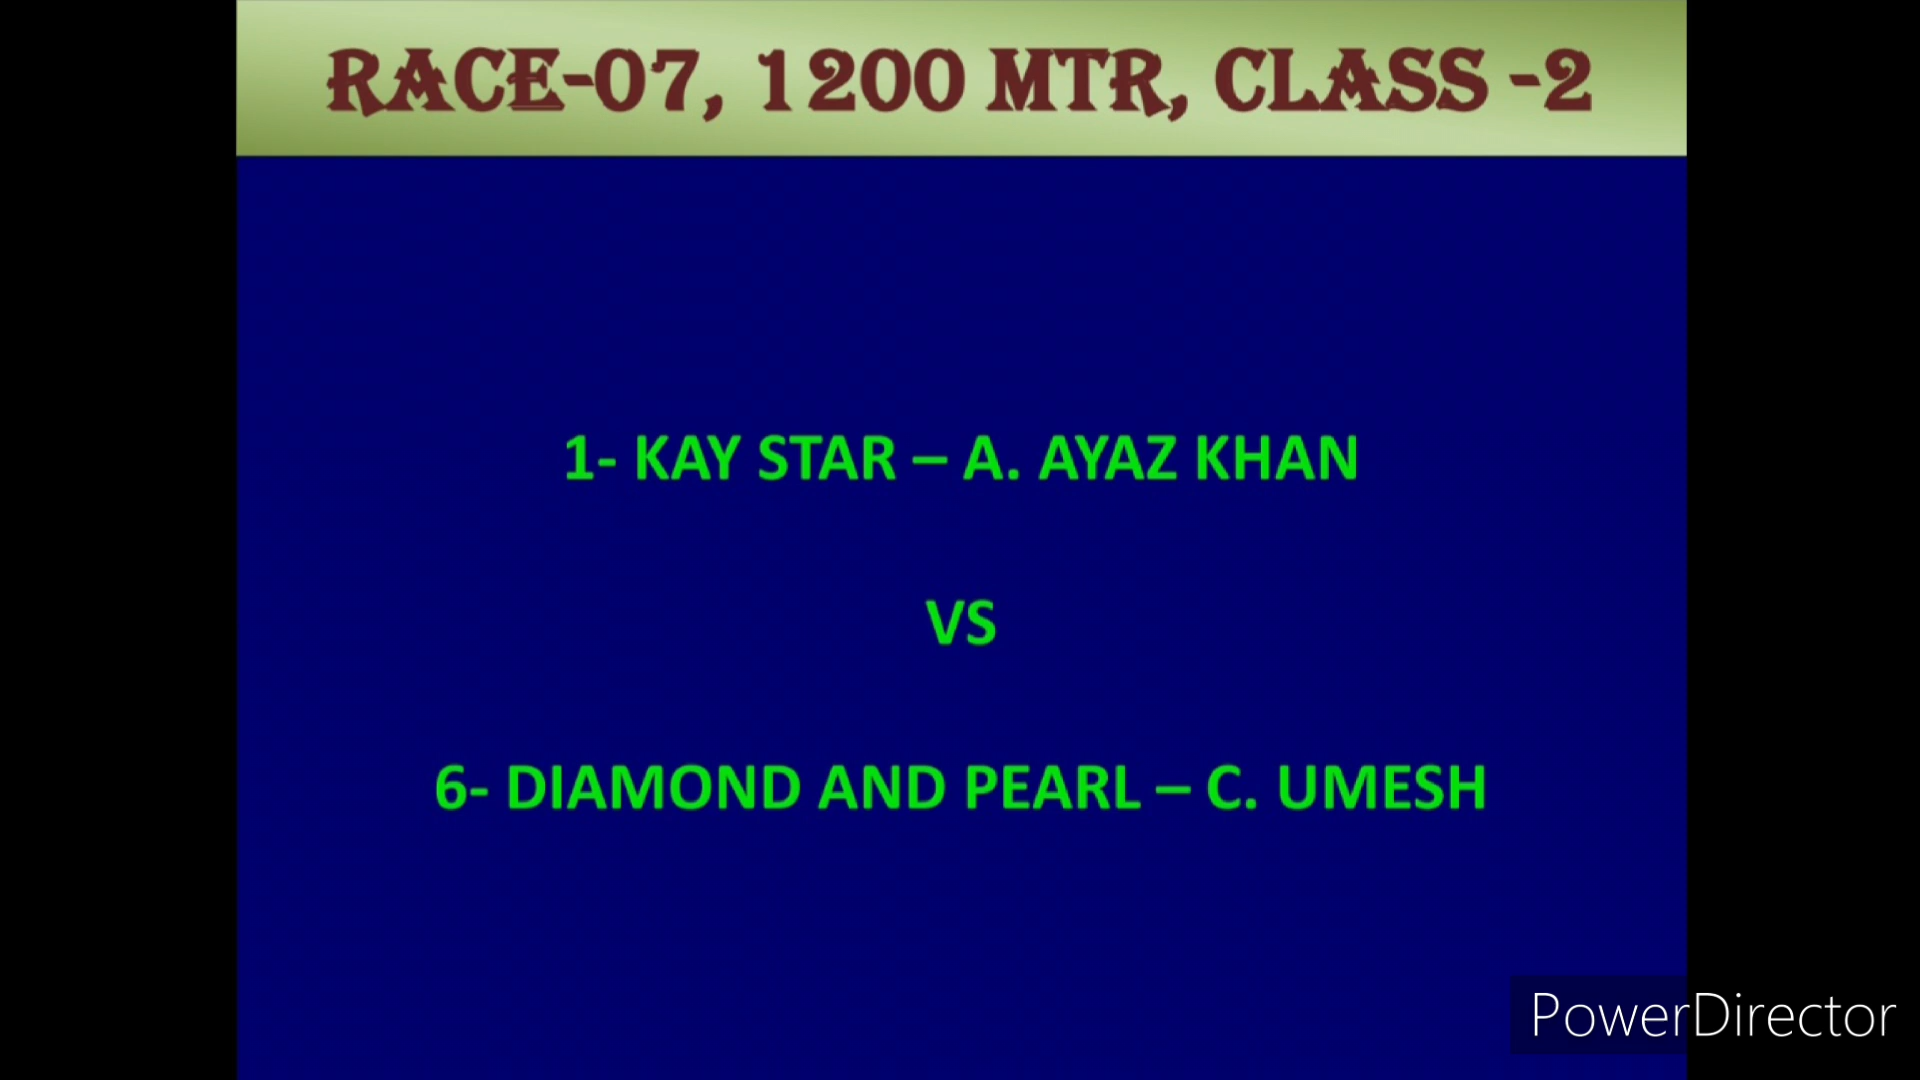 RACE-07, 1200 MTR, CLASS -2
1- KAY STAR – A. AYAZ KHAN
VS
6- DIAMOND AND PEARL – C. UMESH
PowerDirector